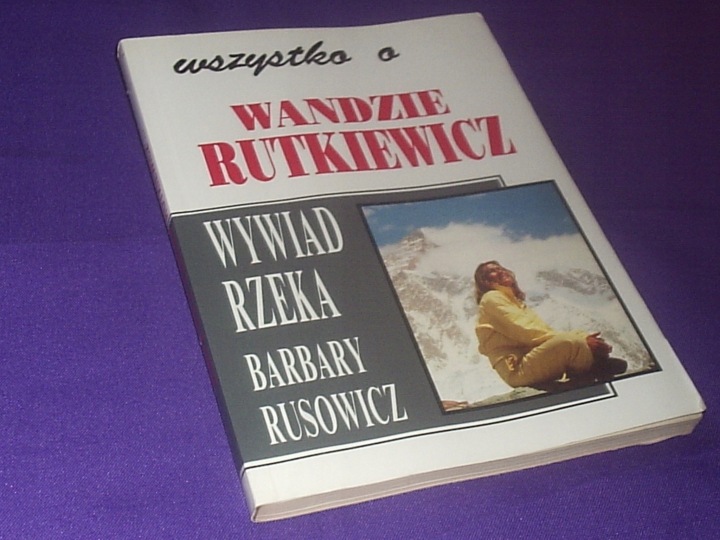 wszystko o
WANDZIE
RUTKIEWICZ
WYWIAD
RZEKA
BARBARY
RUSOWICZ